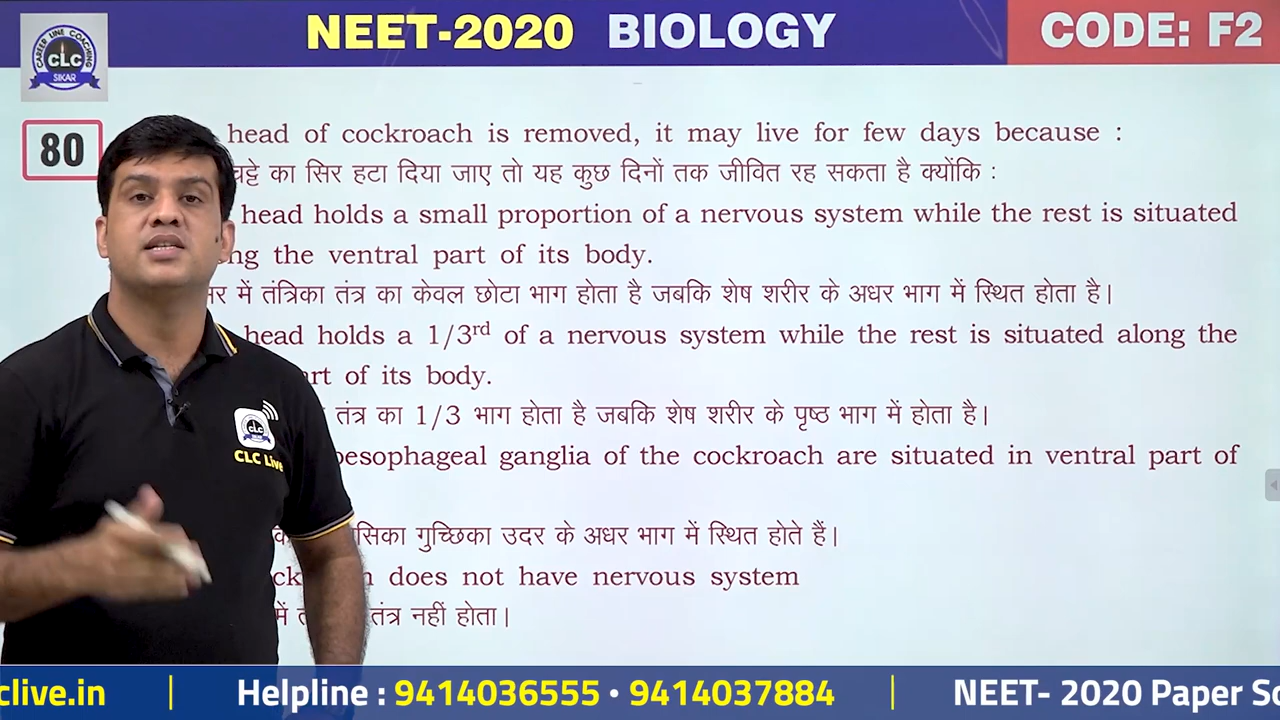 NEET-2020 BIOLOGY
CODE: F2
CAREER LINE COACHING
CLC
SIKAR
80
head of cockroach is removed, it may live for few days because :
का सिर हटा दिया जाए तो यह कुछ दिनों तक जीवित रह सकता है क्योंकि :
head holds a small proportion of a nervous system while the rest is situated
the ventral part of its body.
में तंत्रिका तंत्र का केवल छोटा भाग होता है जबकि शेष शरीर के अधर भाग में स्थित होता है।
head holds a 1/3rd of a nervous system while the rest is situated along the
of its body.
तंत्र का 1/3 भाग होता है जबकि शेष शरीर के पृष्ठ भाग में होता है।
ganglia of the cockroach are situated in ventral part of
गुच्छिका उदर के अधर भाग में स्थित होते हैं।
does not have nervous system
में तंत्र नहीं होता।
CLC
CLC Live
clive.in | Helpline : 9414036555 • 9414037884 | NEET- 2020 Paper